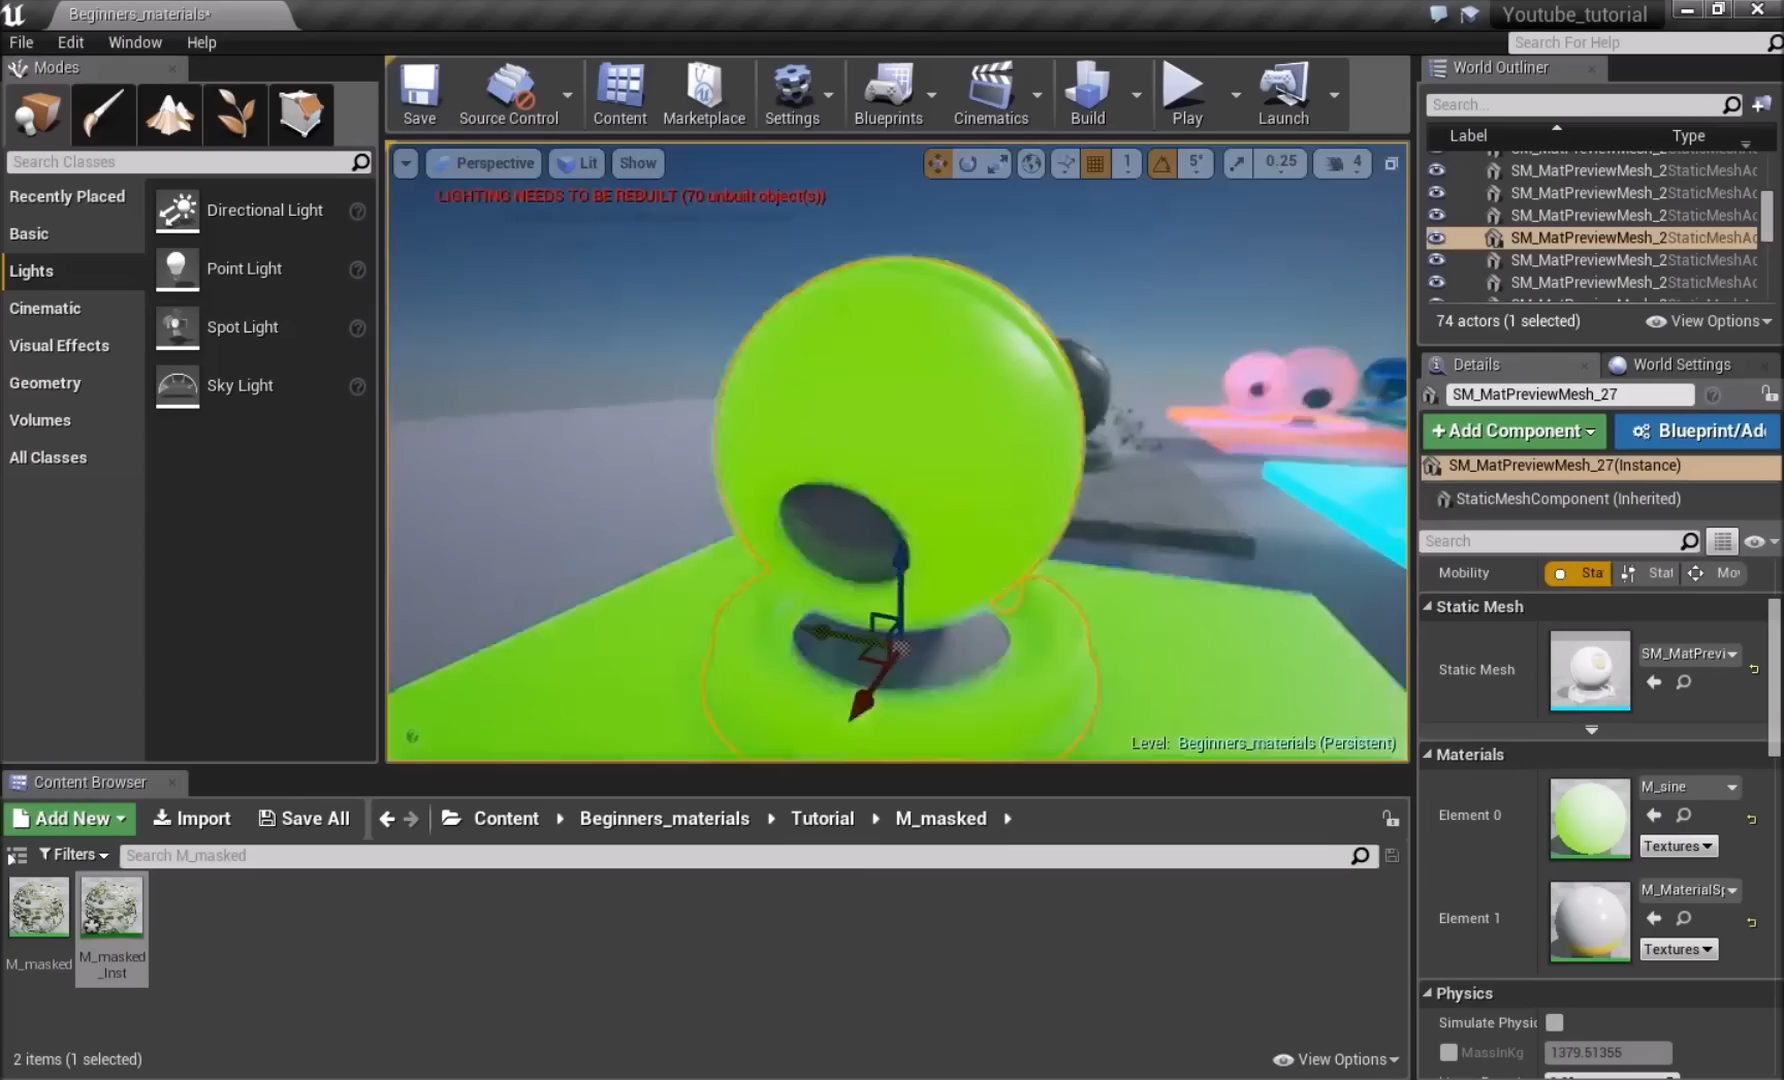 Beginners_materials*
Youtube_tutorial
File Edit Window Help
Search For Help
Modes
Search Classes
Recently Placed
Basic
Lights
Cinematic
Visual Effects
Geometry
Volumes
All Classes
Directional Light
Point Light
Spot Light
Sky Light
Save
Source Control
Content
Marketplace
Settings
Blueprints
Cinematics
Build
Play
Launch
Perspective Lit Show
1 5° 0.25 4
LIGHTING NEEDS TO BE REBUILT (70 unbuilt object(s))
Level: Beginners_materials (Persistent)
World Outliner
Search...
Label Type
SM_MatPreviewMesh_2 StaticMeshAc
SM_MatPreviewMesh_2 StaticMeshAc
SM_MatPreviewMesh_2 StaticMeshAc
SM_MatPreviewMesh_2 StaticMeshAc
SM_MatPreviewMesh_2 StaticMeshAc
SM_MatPreviewMesh_2 StaticMeshAc
74 actors (1 selected)
View Options
Details
World Settings
SM_MatPreviewMesh_27
+Add Component
Blueprint/Ad
SM_MatPreviewMesh_27(Instance)
StaticMeshComponent (Inherited)
Search
Mobility Sta Stat Mo
Static Mesh
Static Mesh
SM_MatPrevi
Materials
Element 0
M_sine
Textures
Element 1
M_MaterialSp
Textures
Physics
Simulate Physic
MassInKg 1379.51355
Content Browser
Add New Import Save All
Content Beginners_materials Tutorial M_masked
Filters
Search M_masked
M_masked
M_masked
_Inst
2 items (1 selected)
View Options